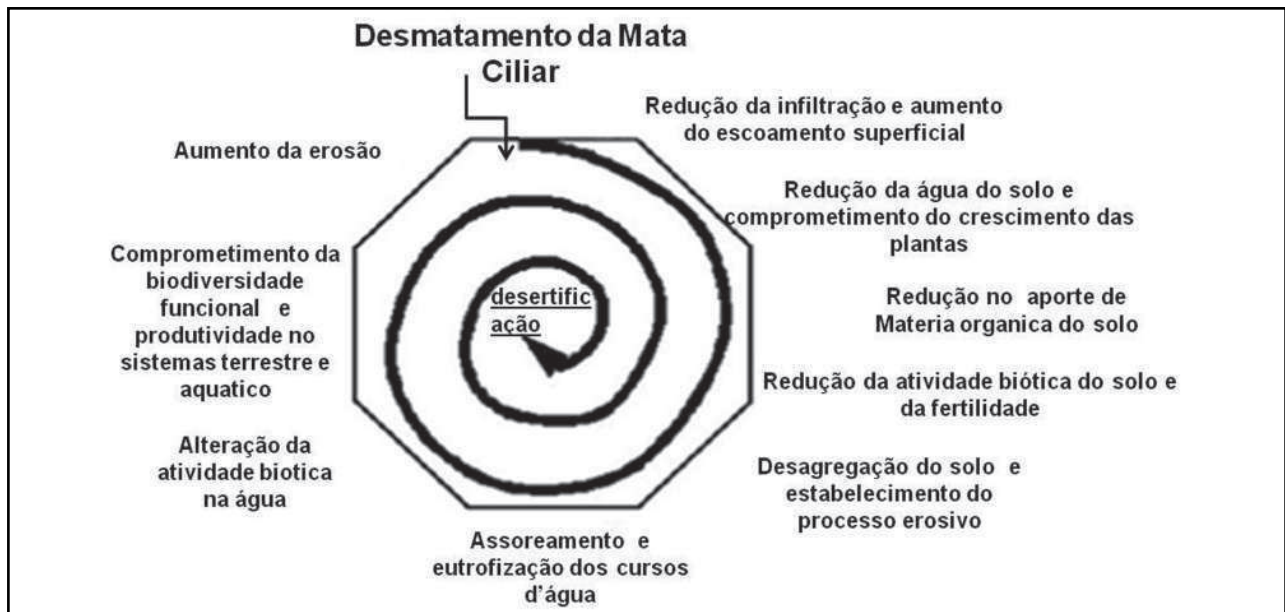 Desmatamento da Mata
Ciliar
Redução da infiltração e aumento
do escoamento superficial
Redução da água do solo e
comprometimento do crescimento das
plantas
Redução no aporte de
Materia organica do solo
Redução da atividade biótica do solo e
da fertilidade
Desagregação do solo e
estabelecimento do
processo erosivo
Assoreamento e
eutrofização dos cursos
d'água
Alteração da
atividade biotica
na água
Comprometimento da
biodiversidade
funcional e
produtividade no
sistemas terrestre e
aquatico
Aumento da erosão
desertific
ação